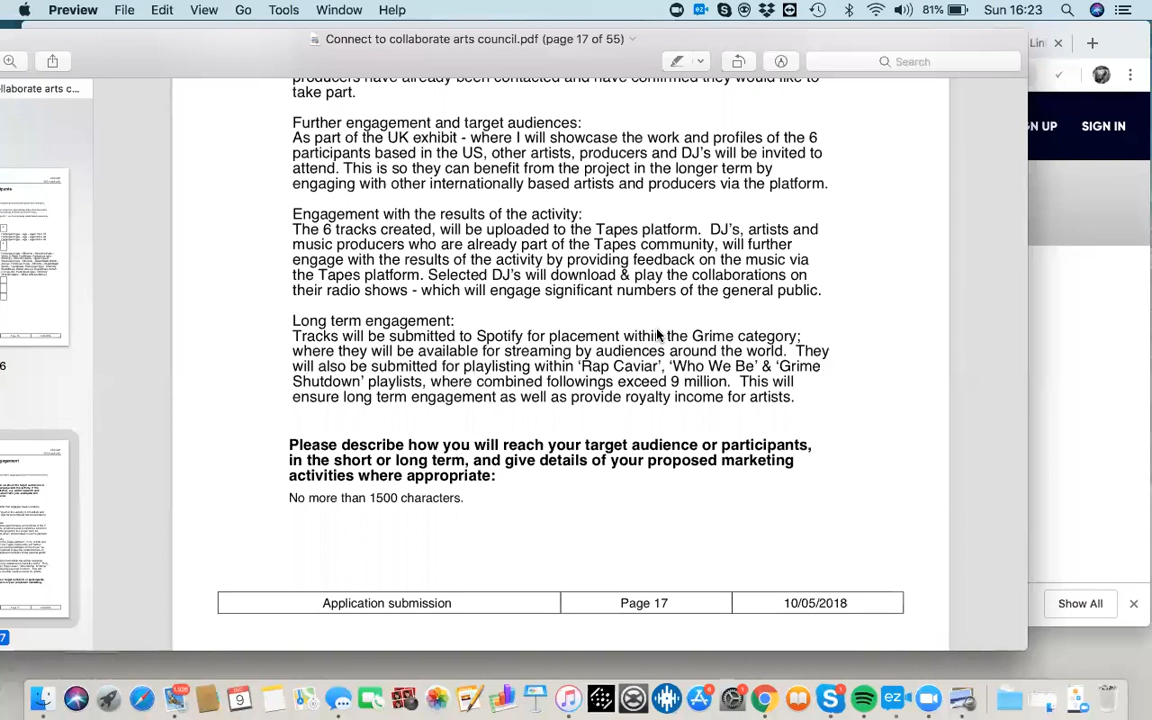 Preview File Edit View Go Tools Window Help 81% Sun 16:23
Connect to collaborate arts council.pdf (page 17 of 55)
Search
ollaborate arts c...
Lin
N UP SIGN IN
producers have already been contacted and have confirmed they would like to
take part.
Further engagement and target audiences:
As part of the UK exhibit - where I will showcase the work and profiles of the 6
participants based in the US, other artists, producers and DJ's will be invited to
attend. This is so they can benefit from the project in the longer term by
engaging with other internationally based artists and producers via the platform.
Engagement with the results of the activity:
The 6 tracks created, will be uploaded to the Tapes platform. DJ's, artists and
music producers who are already part of the Tapes community, will further
engage with the results of the activity by providing feedback on the music via
the Tapes platform. Selected DJ's will download & play the collaborations on
their radio shows - which will engage significant numbers of the general public.
Long term engagement:
Tracks will be submitted to Spotify for placement within the Grime category;
where they will be available for streaming by audiences around the world. They
will also be submitted for playlisting within 'Rap Caviar', 'Who We Be' & 'Grime
Shutdown' playlists, where combined followings exceed 9 million. This will
ensure long term engagement as well as provide royalty income for artists.
Please describe how you will reach your target audience or participants,
in the short or long term, and give details of your proposed marketing
activities where appropriate:
No more than 1500 characters.
Application submission Page 17 10/05/2018
6
7
Show All